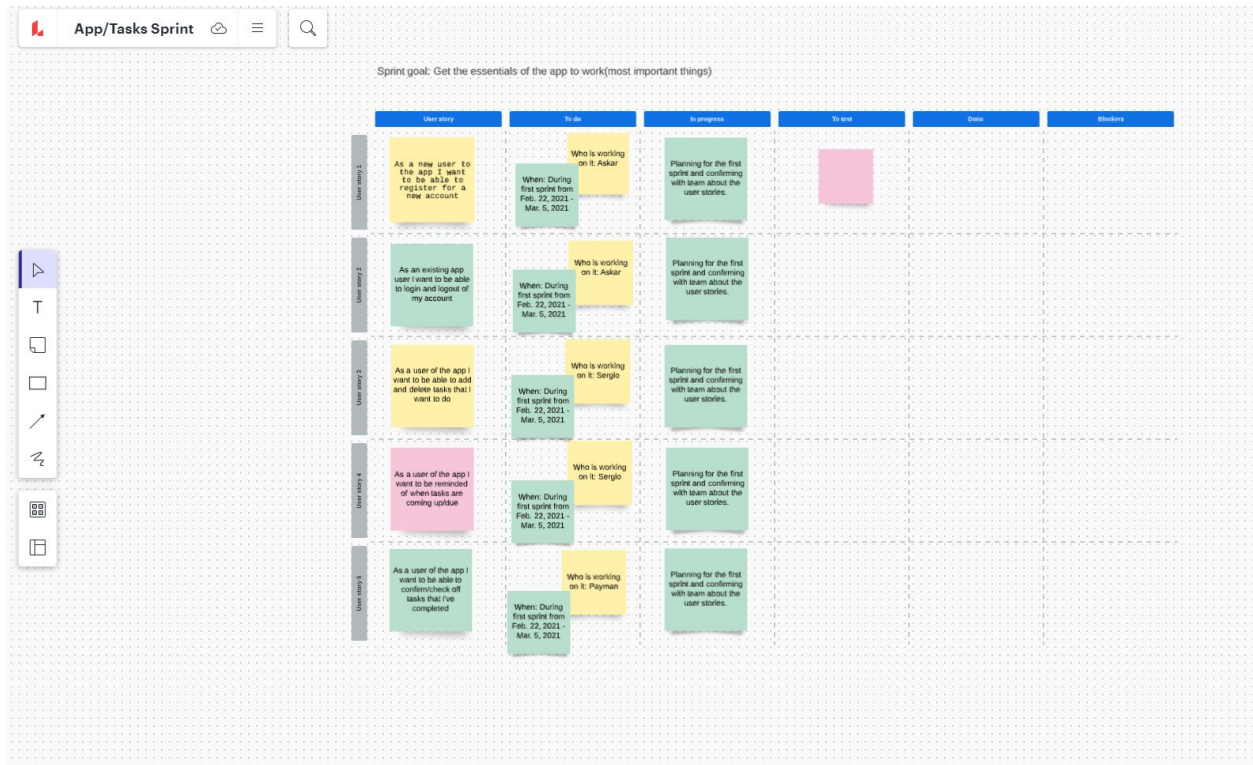 App/Tasks Sprint
Sprint goal: Get the essentials of the app to work(most important things)
User story
To do
In progress
To test
Done
Blockers
User story 1
As a new user to
the app I want
to be able to
register for a
new account
Who is working
on it: Askar
When: During
first sprint from
Feb. 22, 2021 -
Mar. 5, 2021
Planning for the first
sprint and confirming
with team about the
user stories.
User story 2
As an existing app
user I want to be able
to login and logout of
my account
Who is working
on it: Askar
When: During
first sprint from
Feb. 22, 2021 -
Mar. 5, 2021
Planning for the first
sprint and confirming
with team about the
user stories.
User story 3
As a user of the app I
want to be able to add
and delete tasks that I
want to do
Who is working
on it: Sergio
When: During
first sprint from
Feb. 22, 2021 -
Mar. 5, 2021
Planning for the first
sprint and confirming
with team about the
user stories.
User story 4
As a user of the app I
want to be reminded
of when tasks are
coming up/due
Who is working
on it: Sergio
When: During
first sprint from
Feb. 22, 2021 -
Mar. 5, 2021
Planning for the first
sprint and confirming
with team about the
user stories.
User story 5
As a user of the app I
want to be able to
confirm/check off
tasks that I've
completed
Who is working
on it: Payman
When: During
first sprint from
Feb. 22, 2021 -
Mar. 5, 2021
Planning for the first
sprint and confirming
with team about the
user stories.
T